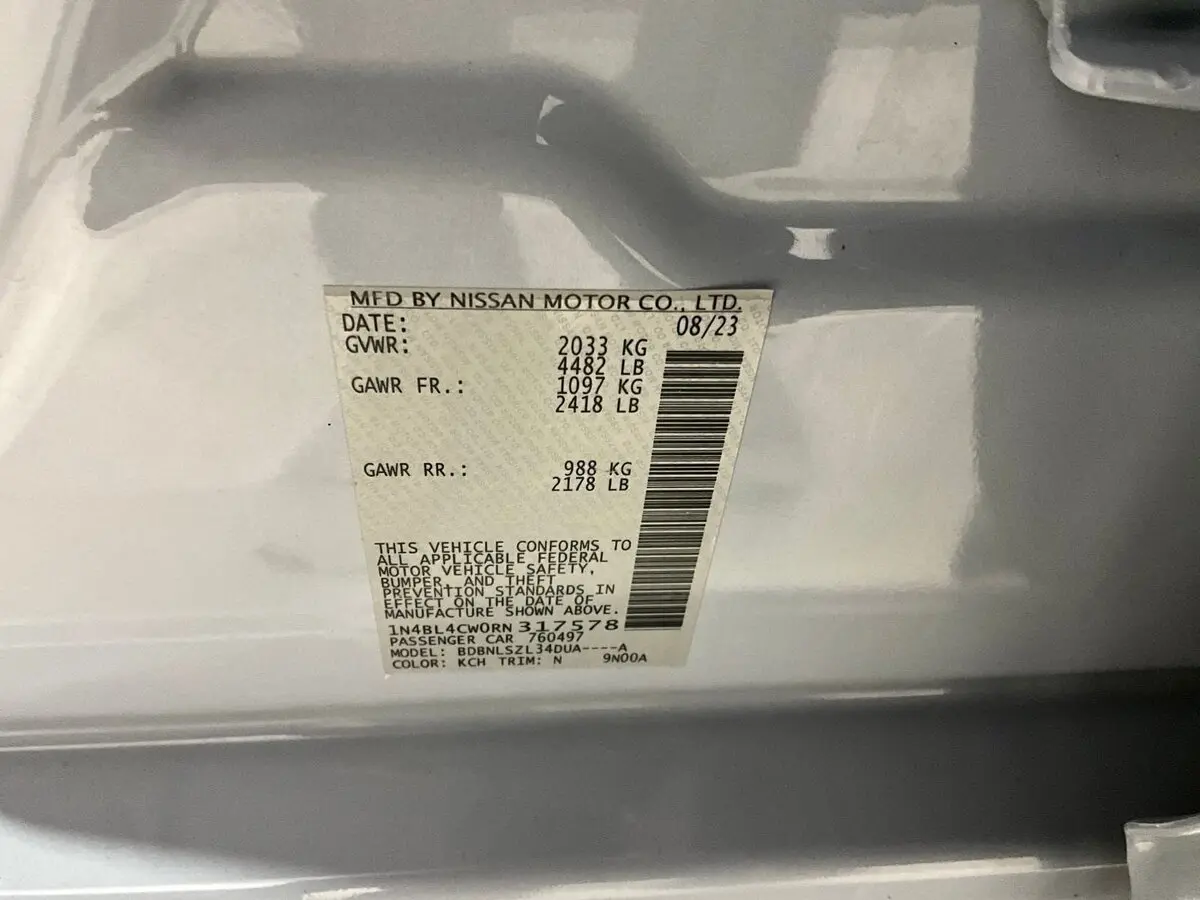 MFD BY NISSAN MOTOR CO., LTD.
DATE: 08/23
GVWR: 2033 KG
4482 LB
GAWR FR.: 1097 KG
2418 LB
GAWR RR.: 988 KG
2178 LB
THIS VEHICLE CONFORMS TO
ALL APPLICABLE FEDERAL
MOTOR VEHICLE SAFETY,
BUMPER, AND THEFT
PREVENTION STANDARDS IN
EFFECT ON THE DATE OF
MANUFACTURE SHOWN ABOVE.
1N4BL4CW0RN317578
PASSENGER CAR 760497
MODEL: BDBNLSZL34DUA----A
COLOR: KCH TRIM: N 9N00A